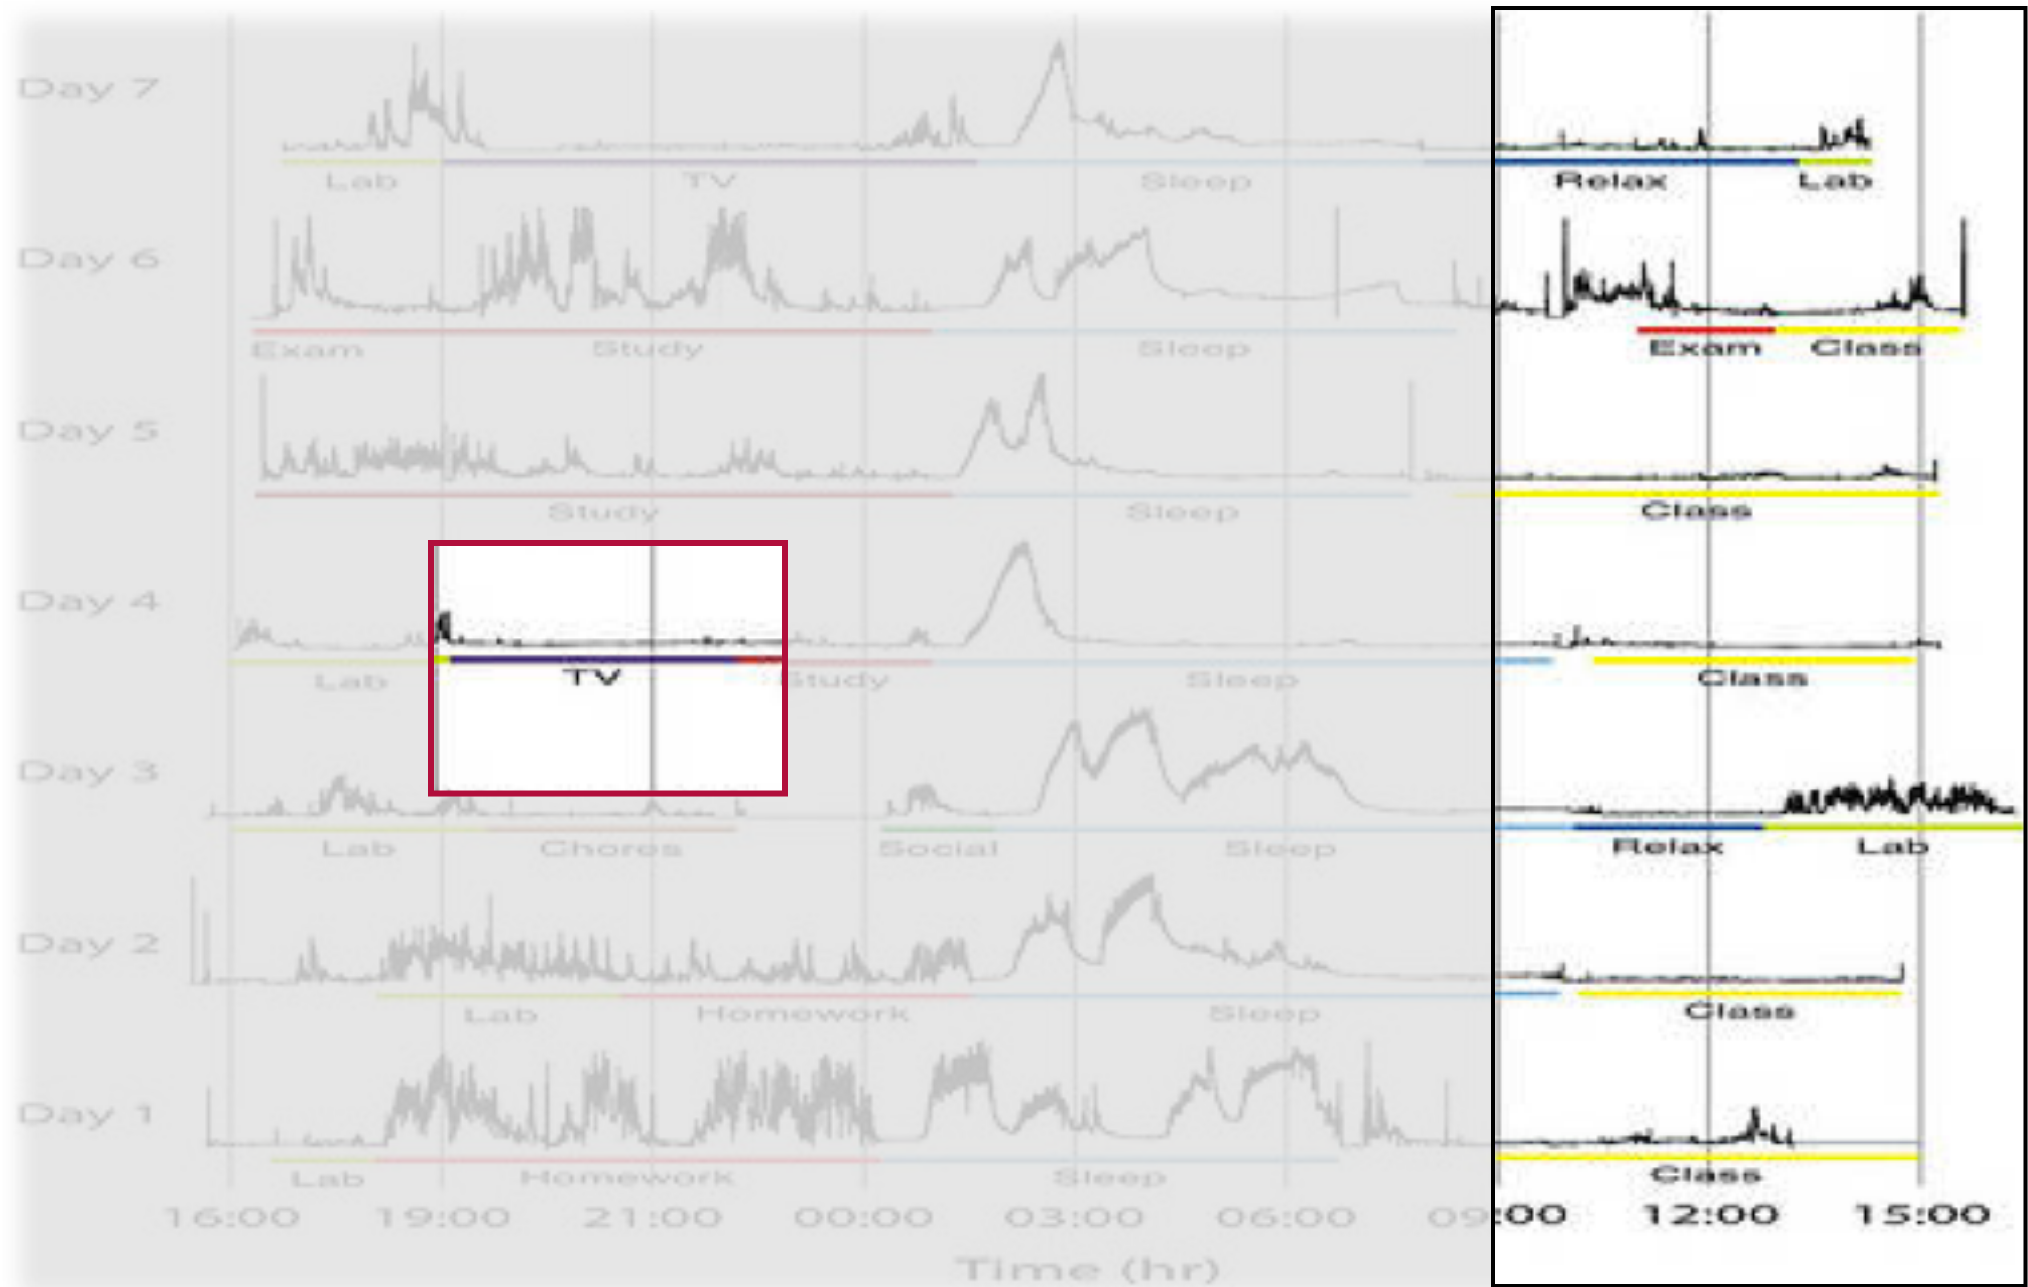 Day 7
Lab TV Sleep Relax Lab
Day 6
Exam Study Sleep Exam Class
Day 5
Study Sleep Class
Day 4
Lab TV Study Sleep Class
Day 3
Lab Chores Social Sleep Relax Lab
Day 2
Lab Homework Sleep Class
Day 1
Lab Homework Sleep Class
16:00 19:00 21:00 00:00 03:00 06:00 09:00 12:00 15:00
Time (hr)